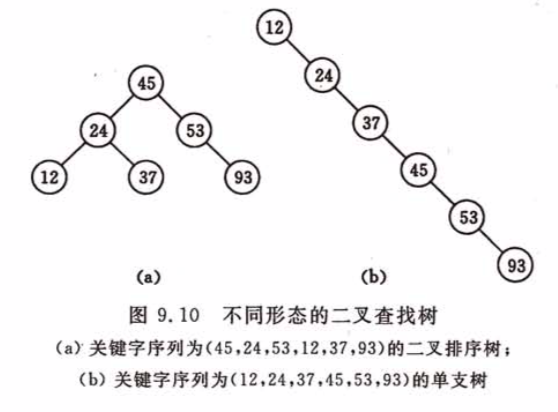 12
24
45
37
24
53
45
12
37
93
53
93
(a)
(b)
图 9.10 不同形态的二叉查找树
(a) 关键字序列为(45,24,53,12,37,93)的二叉排序树;
(b) 关键字序列为(12,24,37,45,53,93)的单支树